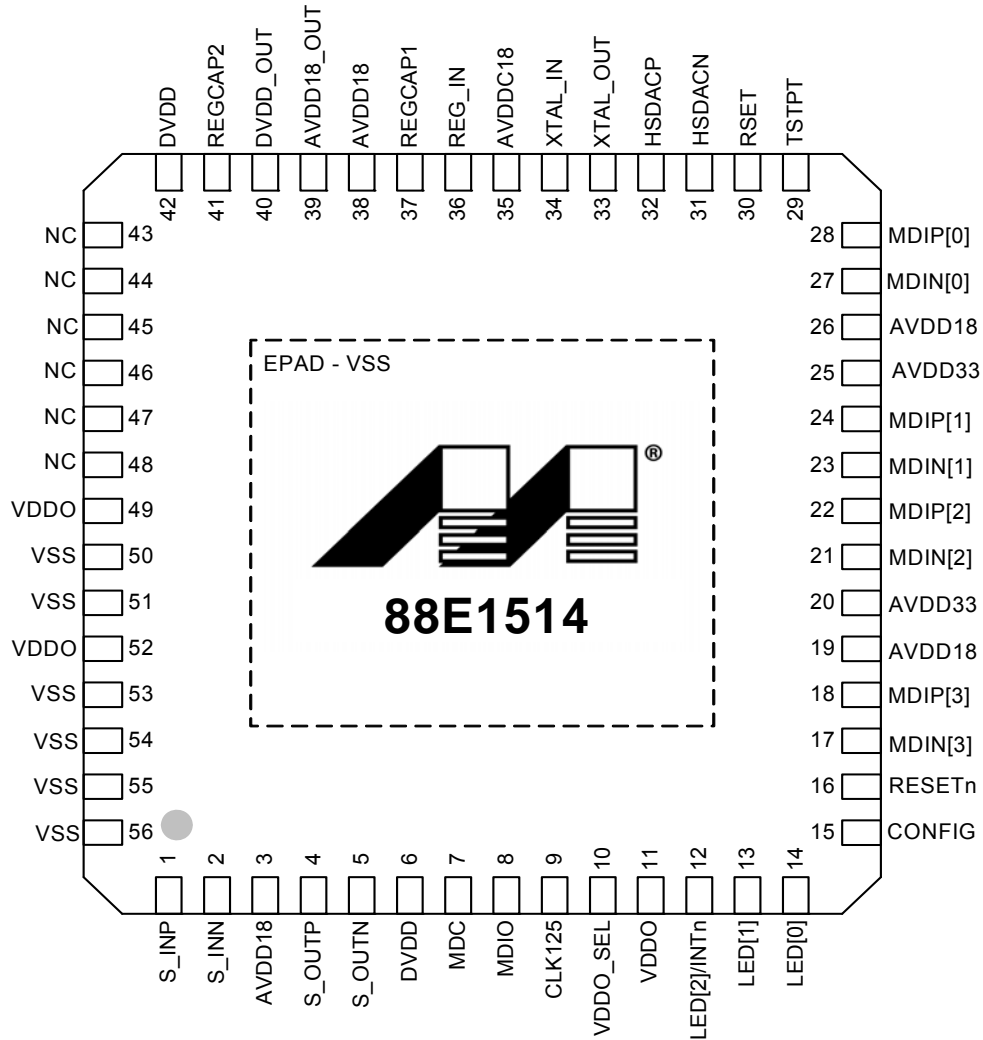 DVDD
REGCAP2
DVDD_OUT
AVDD18_OUT
AVDD18
REGCAP1
REG_IN
AVDDC18
XTAL_IN
XTAL_OUT
HSDACP
HSDACN
RSET
TSTPT
42
41
40
39
38
37
36
35
34
33
32
31
30
29
NC 43
NC 44
NC 45
NC 46
NC 47
NC 48
VDDO 49
VSS 50
VSS 51
VDDO 52
VSS 53
VSS 54
VSS 55
VSS 56
EPAD - VSS
®
88E1514
28 MDIP[0]
27 MDIN[0]
26 AVDD18
25 AVDD33
24 MDIP[1]
23 MDIN[1]
22 MDIP[2]
21 MDIN[2]
20 AVDD33
19 AVDD18
18 MDIP[3]
17 MDIN[3]
16 RESETn
15 CONFIG
1
2
3
4
5
6
7
8
9
10
11
12
13
14
S_INP
S_INN
AVDD18
S_OUTP
S_OUTN
DVDD
MDC
MDIO
CLK125
VDDO_SEL
VDDO
LED[2]/INTn
LED[1]
LED[0]